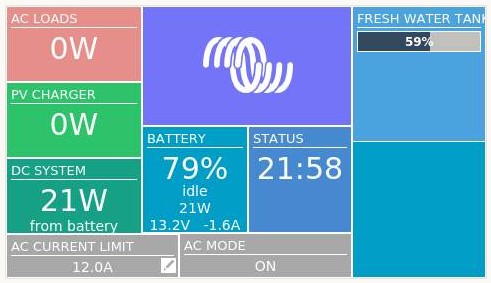 AC LOADS
0W
PV CHARGER
0W
DC SYSTEM
21W
from battery
BATTERY
79%
idle
21W
13.2V -1.6A
STATUS
21:58
FRESH WATER TANK
59%
AC CURRENT LIMIT
12.0A
AC MODE
ON